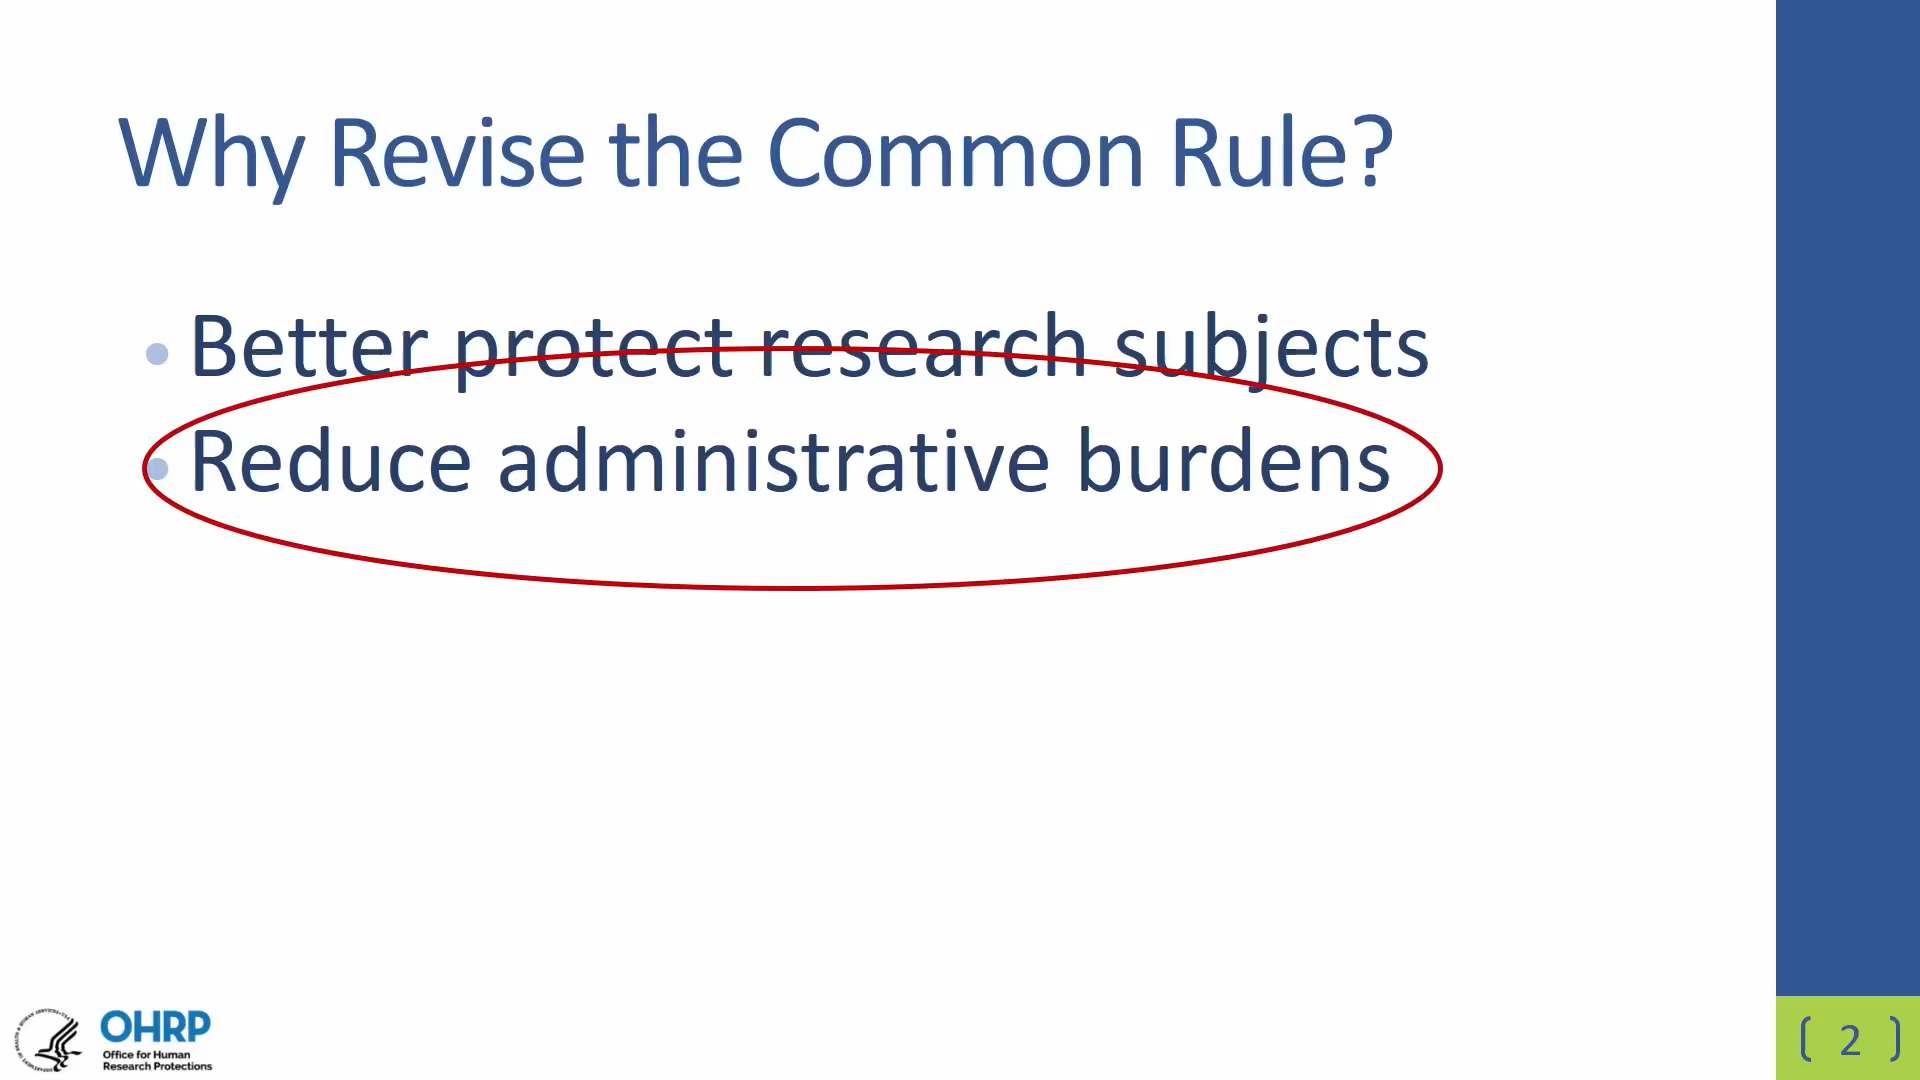 Why Revise the Common Rule?
• Better protect research subjects
• Reduce administrative burdens
OHRP
Office for Human
Research Protections
2